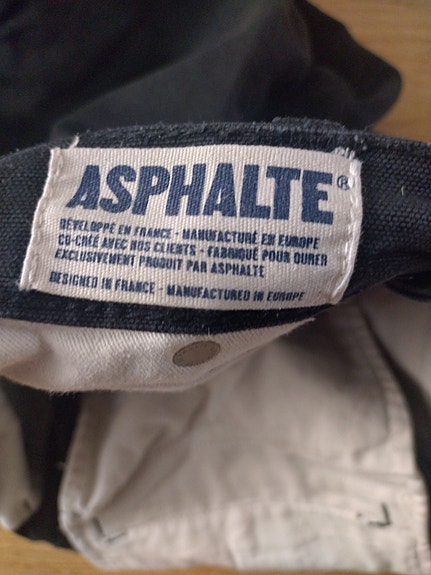 ASPHALTE®
DÉVELOPPÉ EN FRANCE - MANUFACTURÉ EN EUROPE
CO-CRÉÉ AVEC NOS CLIENTS - FABRIQUÉ POUR DURER
EXCLUSIVEMENT PRODUIT PAR ASPHALTE
DESIGNED IN FRANCE - MANUFACTURED IN EUROPE